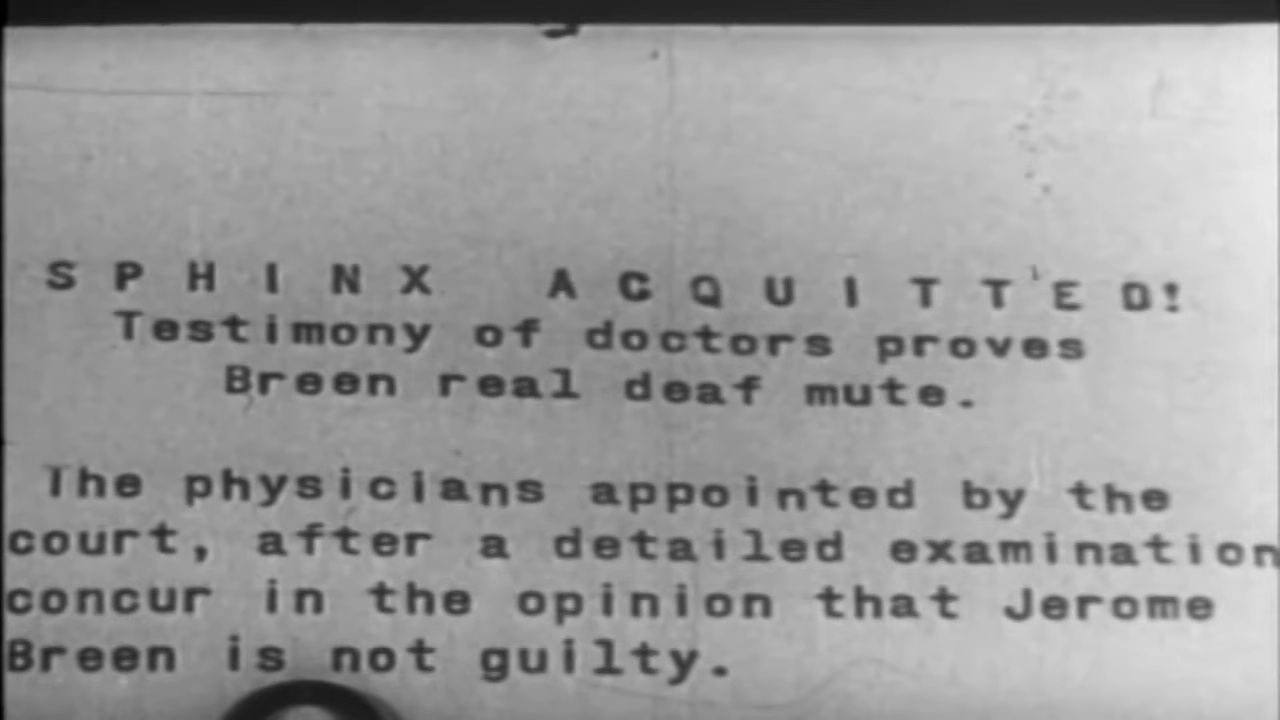 SPHINX ACQUITTED!
Testimony of doctors proves
Breen real deaf mute.
The physicians appointed by the
court, after a detailed examination
concur in the opinion that Jerome
Breen is not guilty.